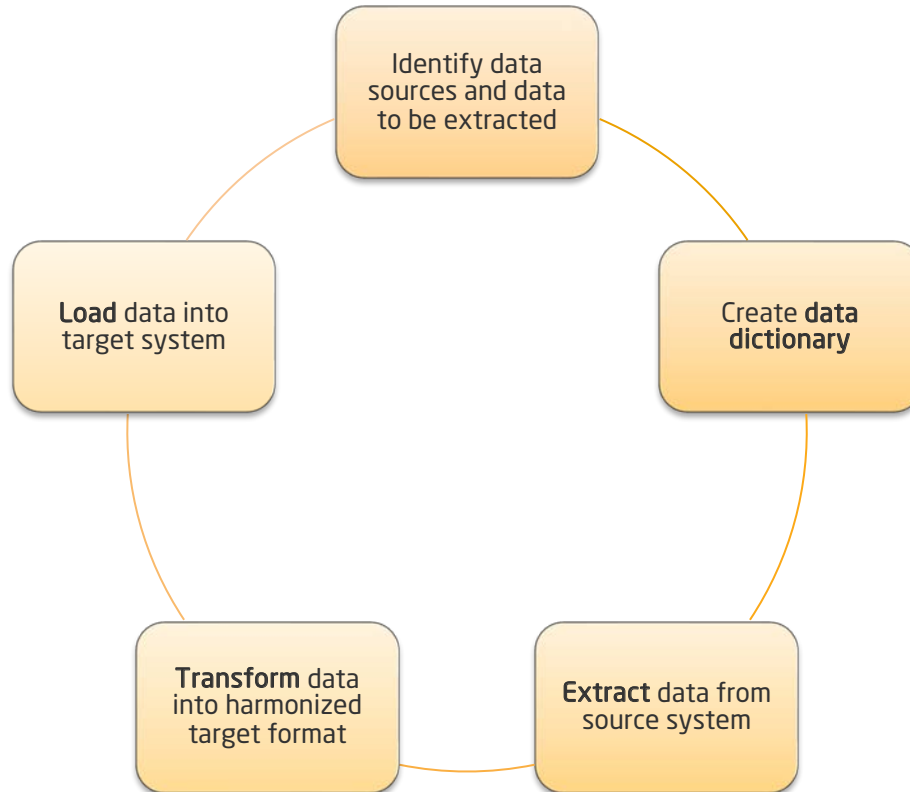 Identify data
sources and data
to be extracted
Create data
dictionary
Extract data from
source system
Transform data
into harmonized
target format
Load data into
target system